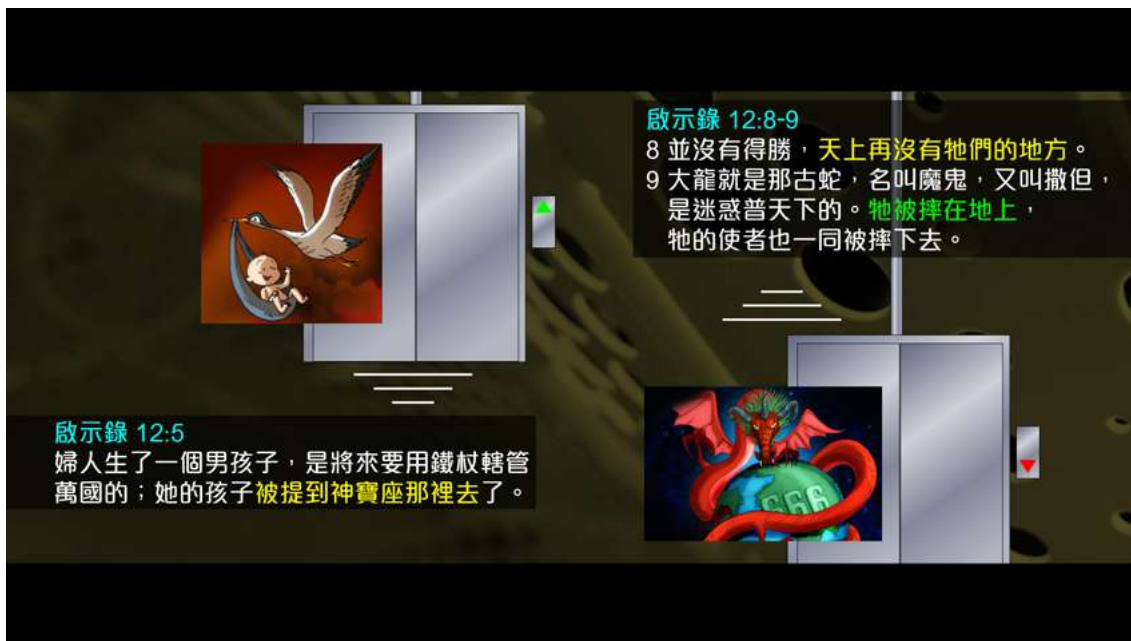 啟示錄 12:5
婦人生了一個男孩子，是將來要用鐵杖轄管
萬國的；她的孩子被提到神寶座那裡去了。
啟示錄 12:8-9
8 並沒有得勝，天上再沒有牠們的地方。
9 大龍就是那古蛇，名叫魔鬼，又叫撒但，
是迷惑普天下的。牠被摔在地上，
牠的使者也一同被摔下去。
666